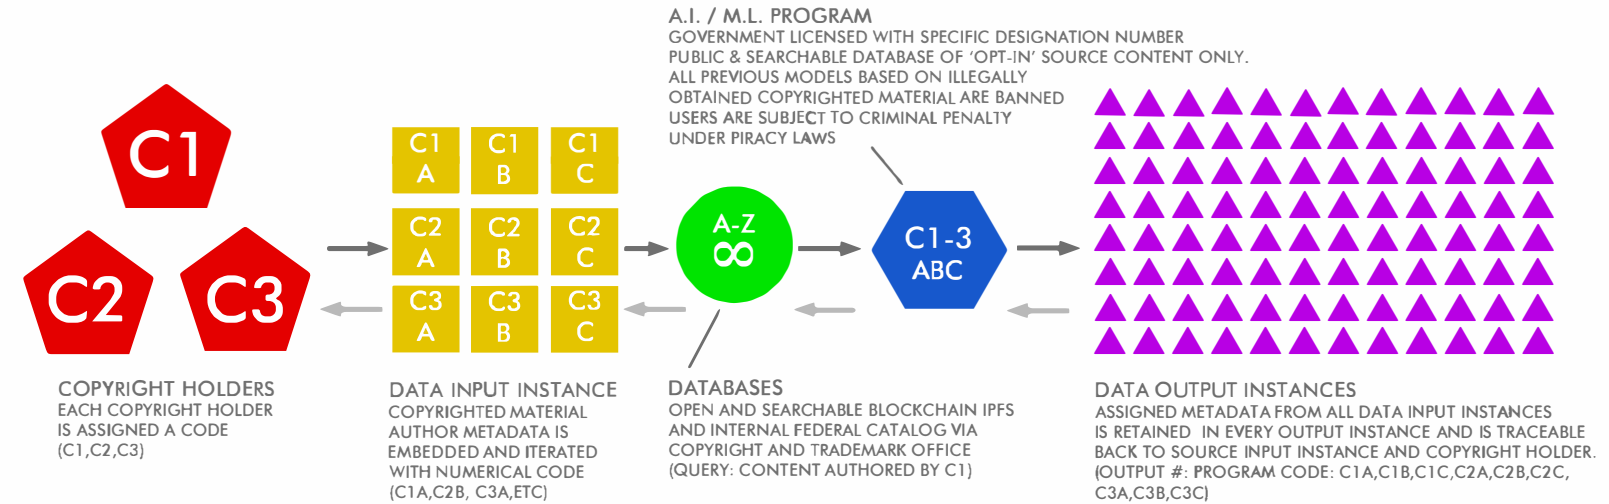 A.I. / M.L. PROGRAM
GOVERNMENT LICENSED WITH SPECIFIC DESIGNATION NUMBER
PUBLIC & SEARCHABLE DATABASE OF ‘OPT-IN’ SOURCE CONTENT ONLY.
ALL PREVIOUS MODELS BASED ON ILLEGALLY
OBTAINED COPYRIGHTED MATERIAL ARE BANNED
USERS ARE SUBJECT TO CRIMINAL PENALTY
UNDER PIRACY LAWS
C1
C2
C3
C1 A
C1 B
C1 C
C2 A
C2 B
C2 C
C3 A
C3 B
C3 C
A-Z
∞
C1-3
ABC
COPYRIGHT HOLDERS
EACH COPYRIGHT HOLDER
IS ASSIGNED A CODE
(C1,C2,C3)
DATA INPUT INSTANCE
COPYRIGHTED MATERIAL
AUTHOR METADATA IS
EMBEDDED AND ITERATED
WITH NUMERICAL CODE
(C1A,C2B, C3A,ETC)
DATABASES
OPEN AND SEARCHABLE BLOCKCHAIN IPFS
AND INTERNAL FEDERAL CATALOG VIA
COPYRIGHT AND TRADEMARK OFFICE
(QUERY: CONTENT AUTHORED BY C1)
DATA OUTPUT INSTANCES
ASSIGNED METADATA FROM ALL DATA INPUT INSTANCES
IS RETAINED IN EVERY OUTPUT INSTANCE AND IS TRACEABLE
BACK TO SOURCE INPUT INSTANCE AND COPYRIGHT HOLDER.
(OUTPUT #: PROGRAM CODE: C1A,C1B,C1C,C2A,C2B,C2C,
C3A,C3B,C3C)